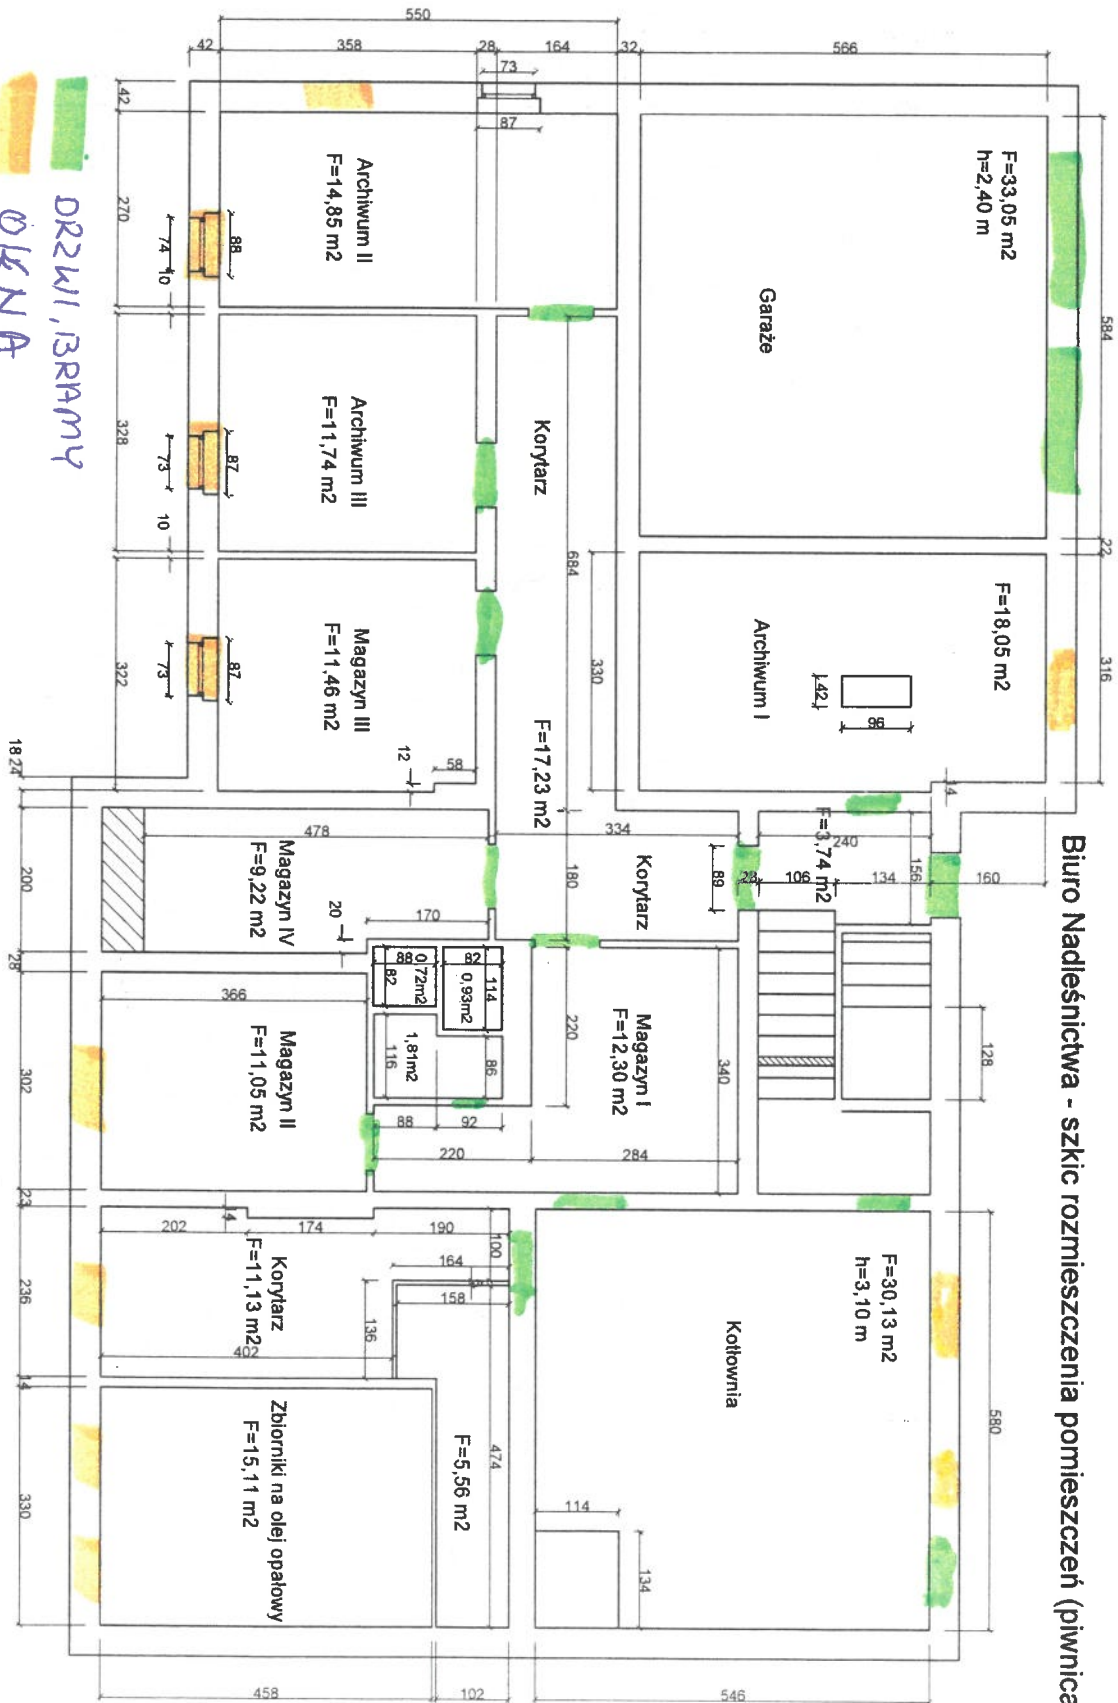 Biuro Nadleśnictwa - szkic rozmieszczenia pomieszczeń (piwnica
550
42
358
28
164
32
566
73
87
42
270
328
322
584
22
316
F=33,05 m2
h=2,40 m
Garaże
F=18,05 m2
Archiwum I
42
96
14
330
Archiwum II
F=14,85 m2
88
74
10
Korytarz
684
F=17,23 m2
Archiwum III
F=11,74 m2
87
73
10
Magazyn III
F=11,46 m2
87
73
12
58
18
24
200
28
302
23
236
14
330
478
Magazyn IV
F=9,22 m2
20
170
334
180
Korytarz
89
28
106
F=3,74 m2
240
134
156
160
128
366
Magazyn II
F=11,05 m2
88
0,72m2
82
82
0,93m2
114
1,81m2
116
86
88
92
220
220
284
Magazyn I
F=12,30 m2
340
202
4
174
190
100
164
158
136
402
Korytarz
F=11,13 m2
Zbiorniki na olej opałowy
F=15,11 m2
F=5,56 m2
474
F=30,13 m2
h=3,10 m
Kotłownia
580
114
134
458
102
546
DRZWI, BRAMY
OKNA